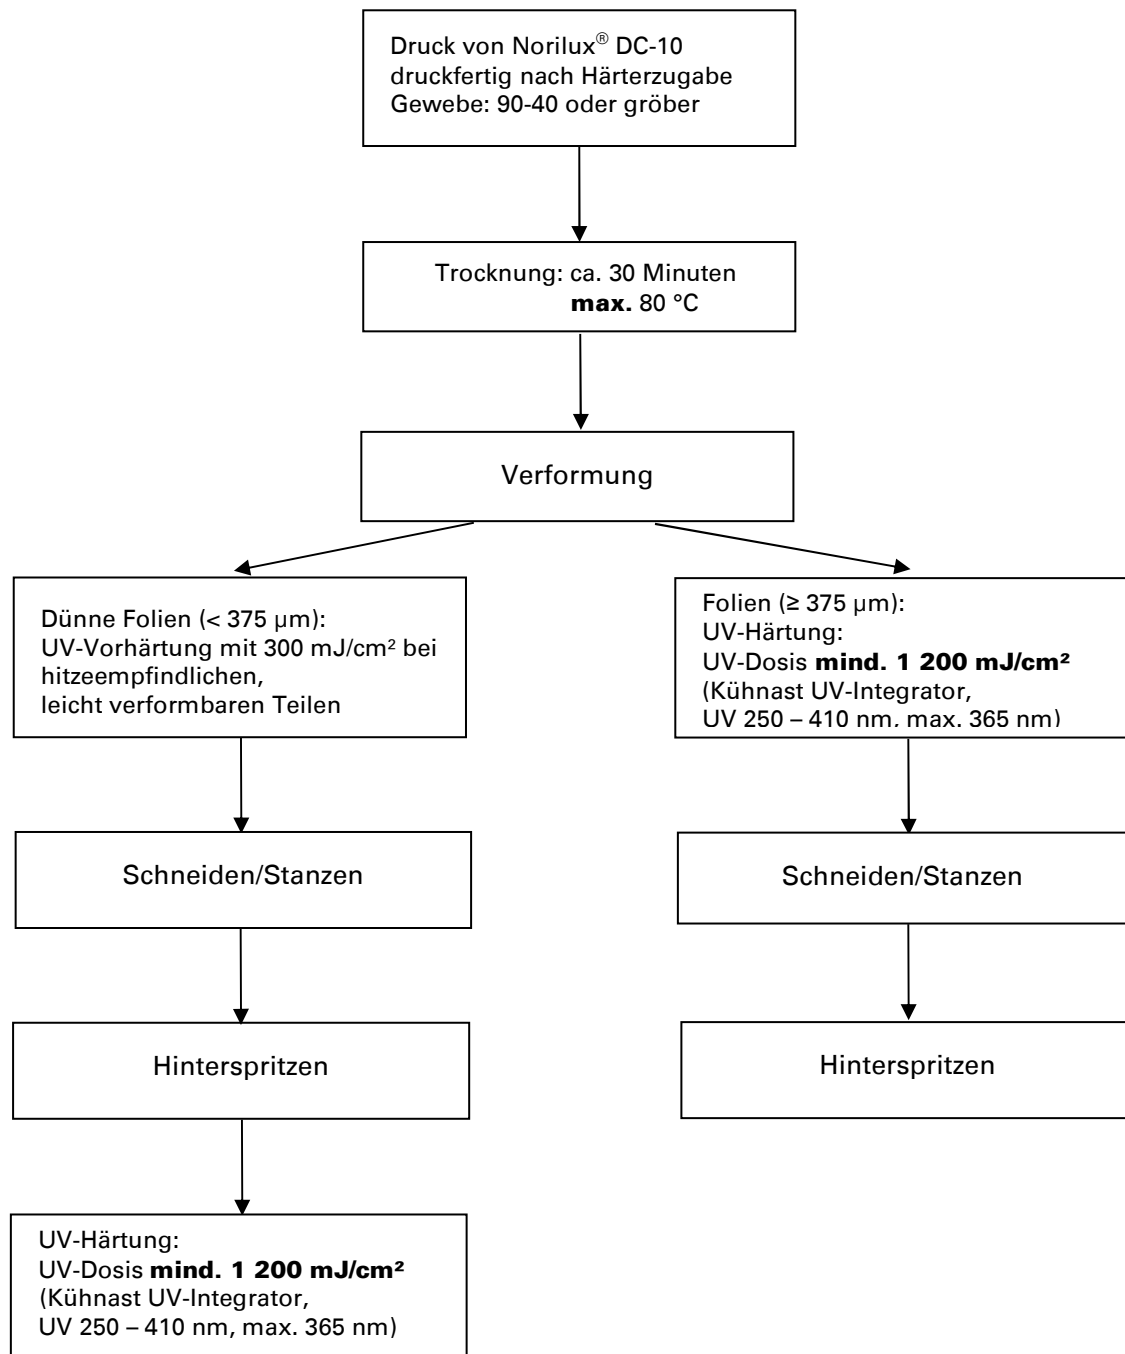 Druck von Norilux® DC-10
druckfertig nach Härterzugabe
Gewebe: 90-40 oder gröber
Trocknung: ca. 30 Minuten
max. 80 °C
Verformung
Dünne Folien (< 375 µm):
UV-Vorhärtung mit 300 mJ/cm² bei
hitzeempfindlichen,
leicht verformbaren Teilen
Schneiden/Stanzen
Hinterspritzen
UV-Härtung:
UV-Dosis mind. 1 200 mJ/cm²
(Kühnast UV-Integrator,
UV 250 – 410 nm, max. 365 nm)
Folien (≥ 375 µm):
UV-Härtung:
UV-Dosis mind. 1 200 mJ/cm²
(Kühnast UV-Integrator,
UV 250 – 410 nm, max. 365 nm)
Schneiden/Stanzen
Hinterspritzen